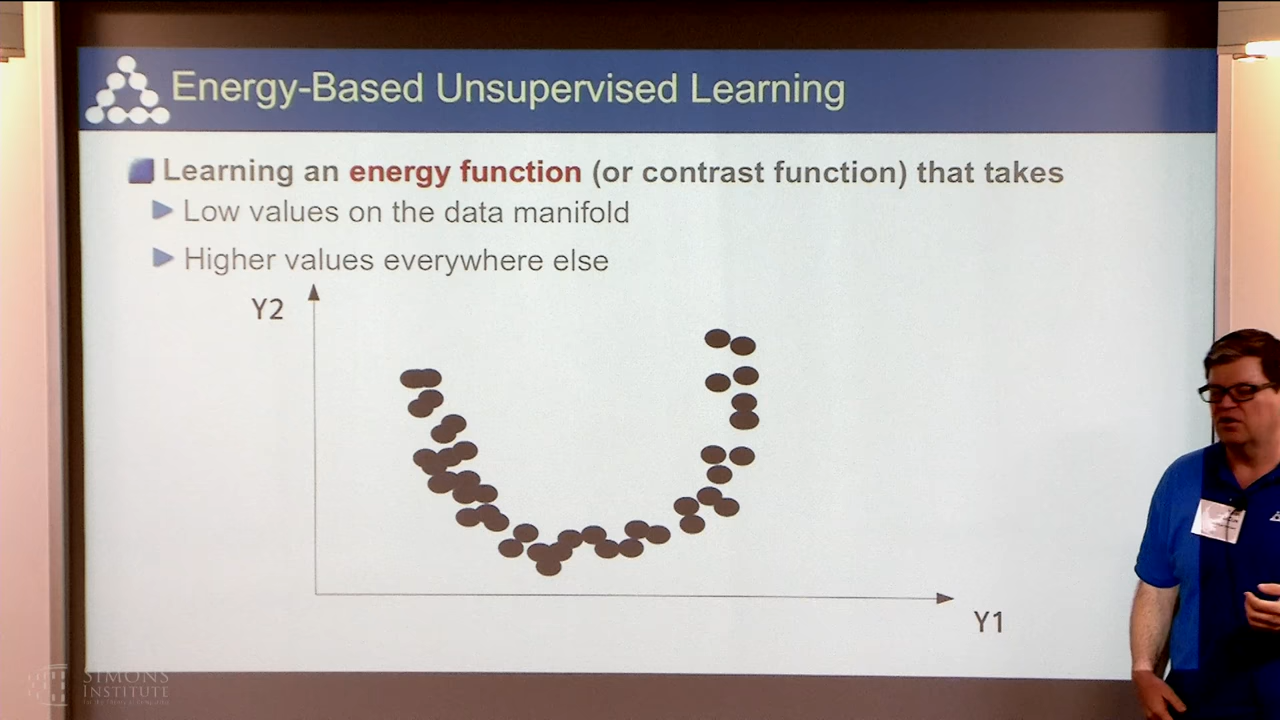 Energy-Based Unsupervised Learning
Learning an energy function (or contrast function) that takes
Low values on the data manifold
Higher values everywhere else
Y2
Y1
SIMONS
INSTITUTE